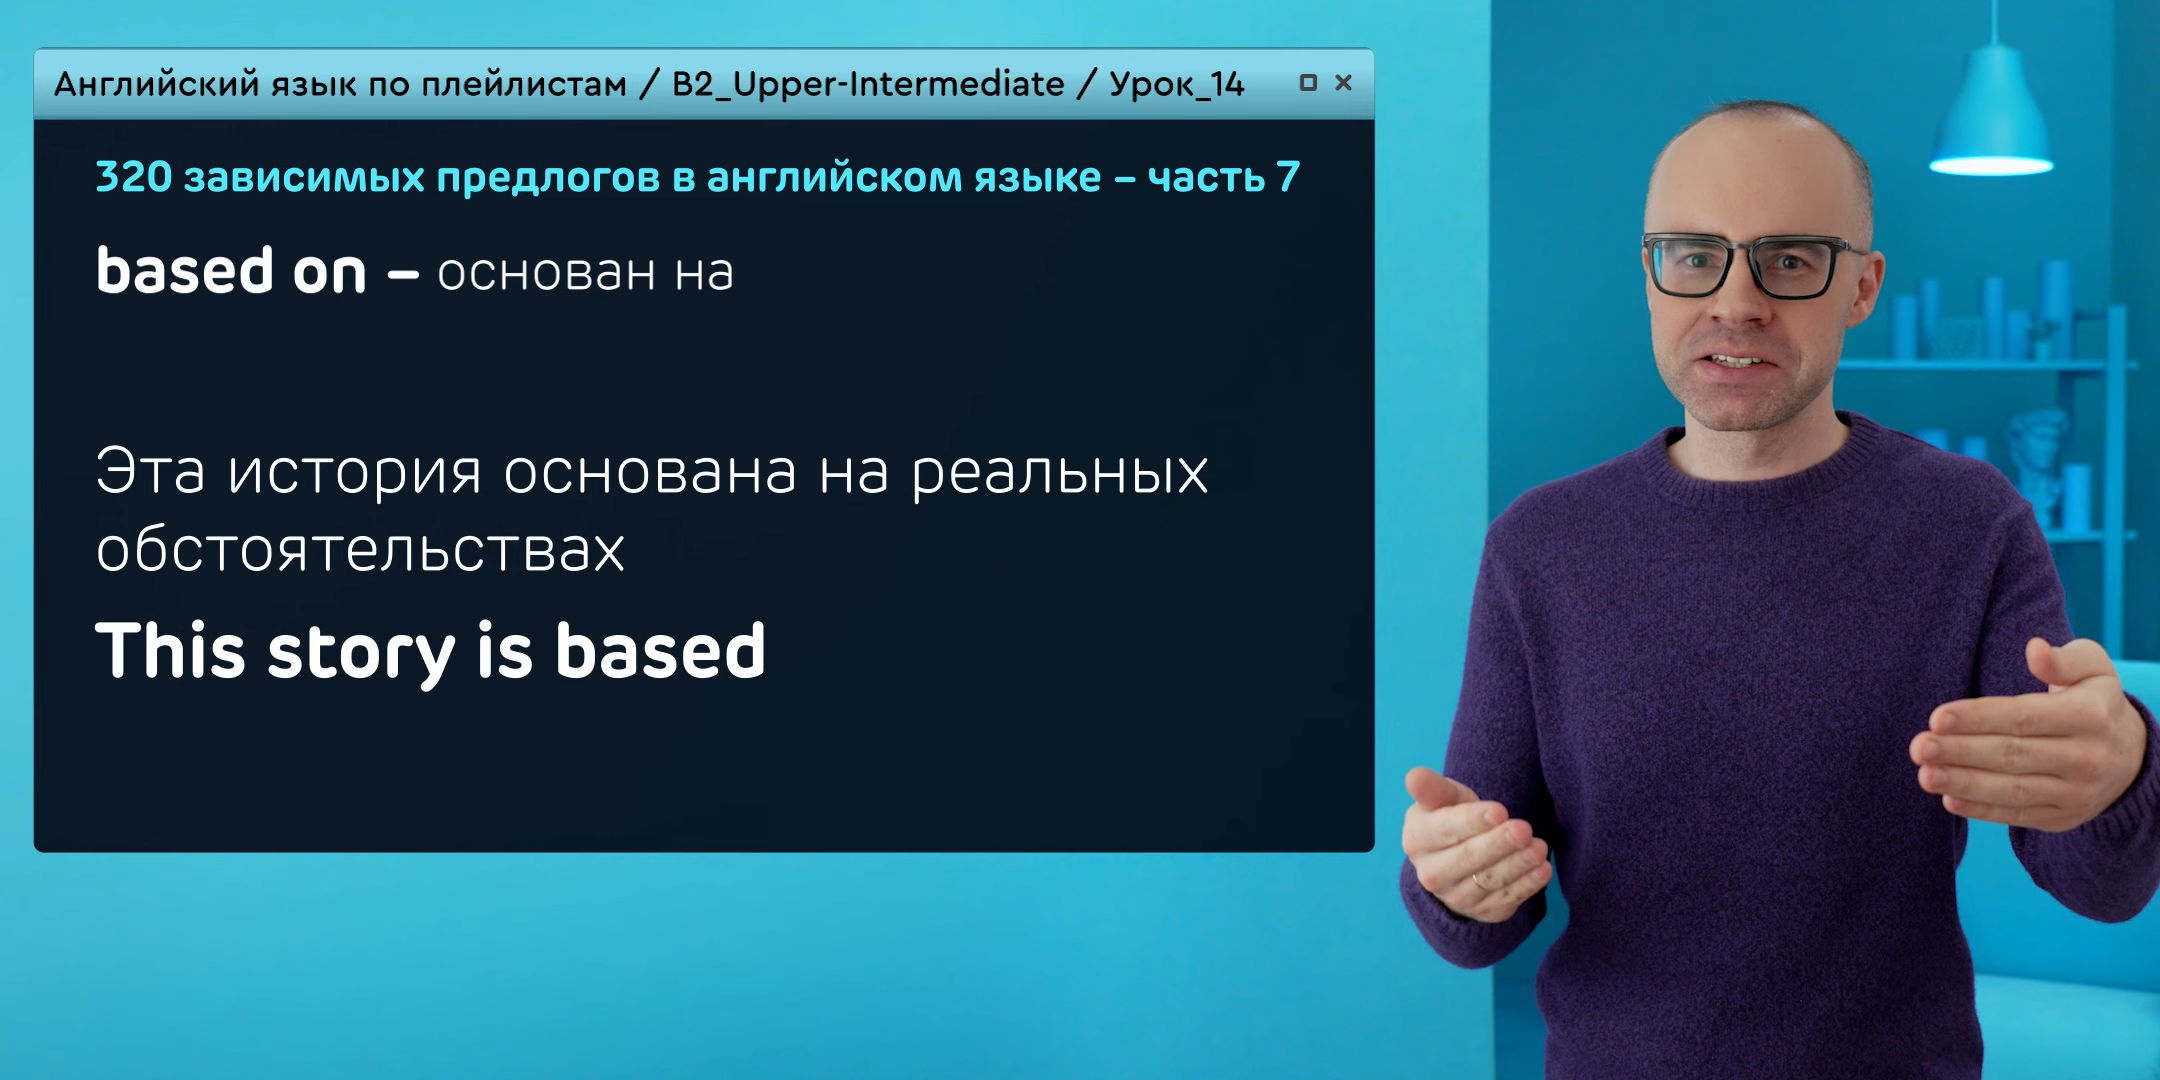 Английский язык по плейлистам / B2_Upper-Intermediate / Урок_14
320 зависимых предлогов в английском языке – часть 7
based on – основан на
Эта история основана на реальных
обстоятельствах
This story is based